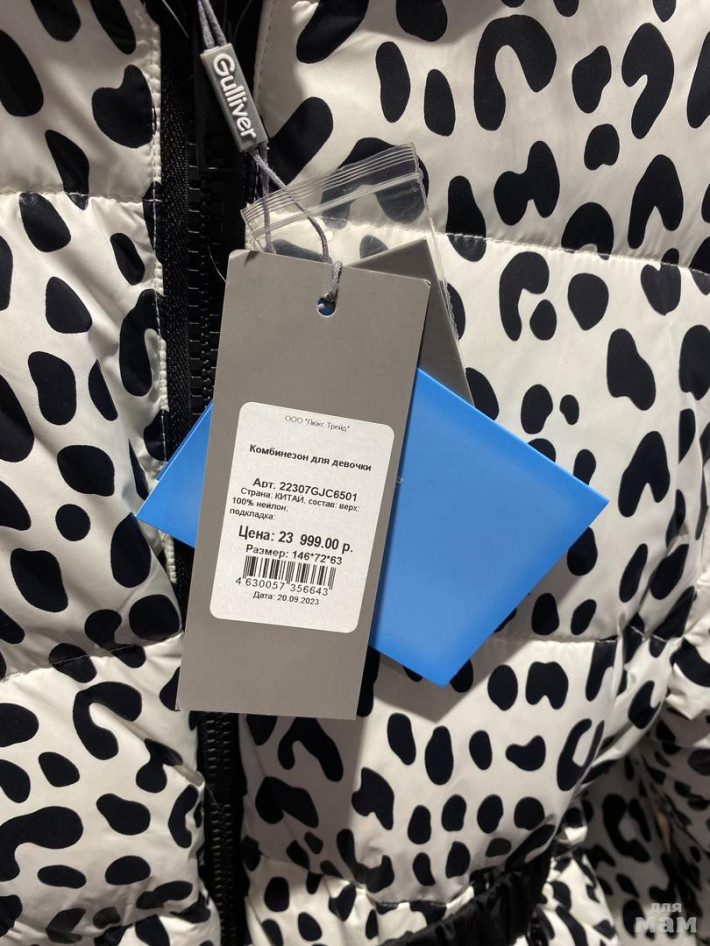 Gulliver
ООО "Люкс Трейд"
Комбинезон для девочки
Арт. 22307GJC6501
Страна: КИТАЙ, состав: верх:
100% нейлон;
подкладка:
Цена: 23 999.00 р.
Размер: 146*72*63
4 630057 356643
Дата: 20.09.2023
для
мам